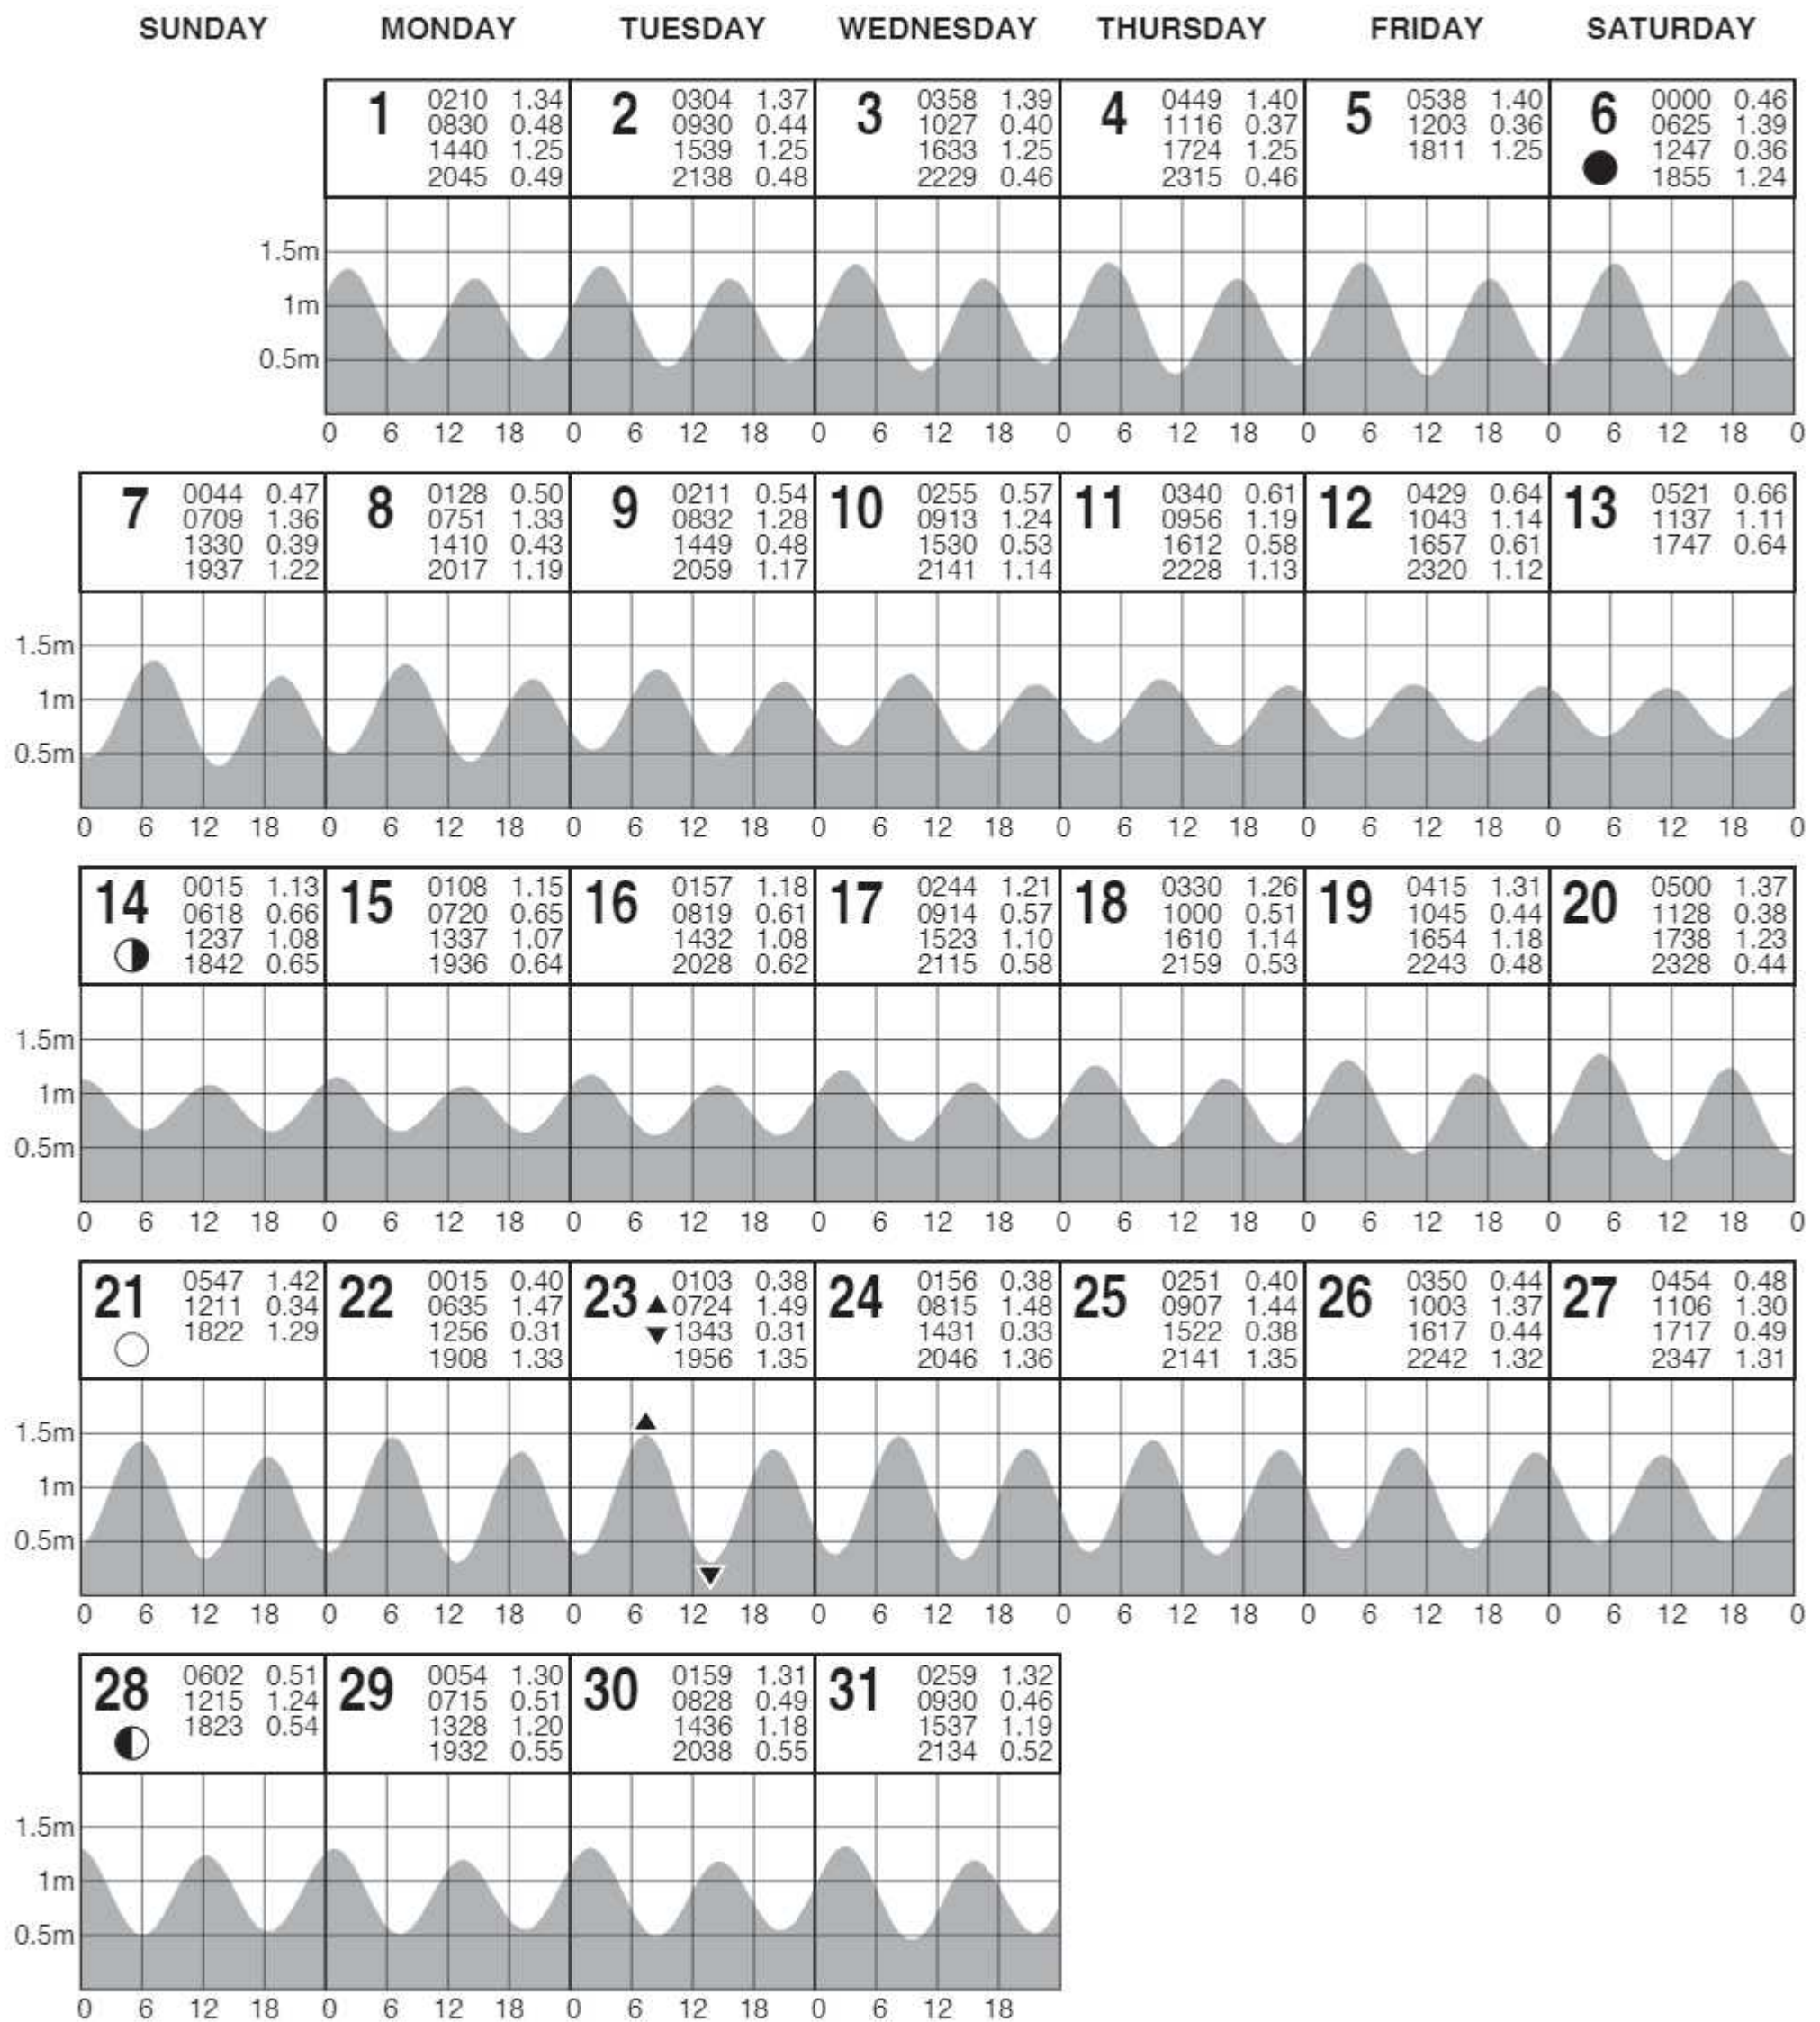 SUNDAY MONDAY TUESDAY WEDNESDAY THURSDAY FRIDAY SATURDAY
1 0210 1.34
0830 0.48
1440 1.25
2045 0.49
2 0304 1.37
0930 0.44
1539 1.25
2138 0.48
3 0358 1.39
1027 0.40
1633 1.25
2229 0.46
4 0449 1.40
1116 0.37
1724 1.25
2315 0.46
5 0538 1.40
1203 0.36
1811 1.25
6 0000 0.46
0625 1.39
1247 0.36
1855 1.24
1.5m
1m
0.5m
0 6 12 18 0 6 12 18 0 6 12 18 0 6 12 18 0 6 12 18 0 6 12 18 0
7 0044 0.47
0709 1.36
1330 0.39
1937 1.22
8 0128 0.50
0751 1.33
1410 0.43
2017 1.19
9 0211 0.54
0832 1.28
1449 0.48
2059 1.17
10 0255 0.57
0913 1.24
1530 0.53
2141 1.14
11 0340 0.61
0956 1.19
1612 0.58
2228 1.13
12 0429 0.64
1043 1.14
1657 0.61
2320 1.12
13 0521 0.66
1137 1.11
1747 0.64
1.5m
1m
0.5m
0 6 12 18 0 6 12 18 0 6 12 18 0 6 12 18 0 6 12 18 0 6 12 18 0 6 12 18 0
14 0015 1.13
0618 0.66
1237 1.08
1842 0.65
15 0108 1.15
0720 0.65
1337 1.07
1936 0.64
16 0157 1.18
0819 0.61
1432 1.08
2028 0.62
17 0244 1.21
0914 0.57
1523 1.10
2115 0.58
18 0330 1.26
1000 0.51
1610 1.14
2159 0.53
19 0415 1.31
1045 0.44
1654 1.18
2243 0.48
20 0500 1.37
1128 0.38
1738 1.23
2328 0.44
1.5m
1m
0.5m
0 6 12 18 0 6 12 18 0 6 12 18 0 6 12 18 0 6 12 18 0 6 12 18 0 6 12 18 0
21 0547 1.42
1211 0.34
1822 1.29
22 0015 0.40
0635 1.47
1256 0.31
1908 1.33
23 0103 0.38
▲ 0724 1.49
▼ 1343 0.31
1956 1.35
24 0156 0.38
0815 1.48
1431 0.33
2046 1.36
25 0251 0.40
0907 1.44
1522 0.38
2141 1.35
26 0350 0.44
1003 1.37
1617 0.44
2242 1.32
27 0454 0.48
1106 1.30
1717 0.49
2347 1.31
1.5m
1m
0.5m
0 6 12 18 0 6 12 18 0 6 12 18 0 6 12 18 0 6 12 18 0 6 12 18 0 6 12 18 0
28 0602 0.51
1215 1.24
1823 0.54
29 0054 1.30
0715 0.51
1328 1.20
1932 0.55
30 0159 1.31
0828 0.49
1436 1.18
2038 0.55
31 0259 1.32
0930 0.46
1537 1.19
2134 0.52
1.5m
1m
0.5m
0 6 12 18 0 6 12 18 0 6 12 18 0 6 12 18